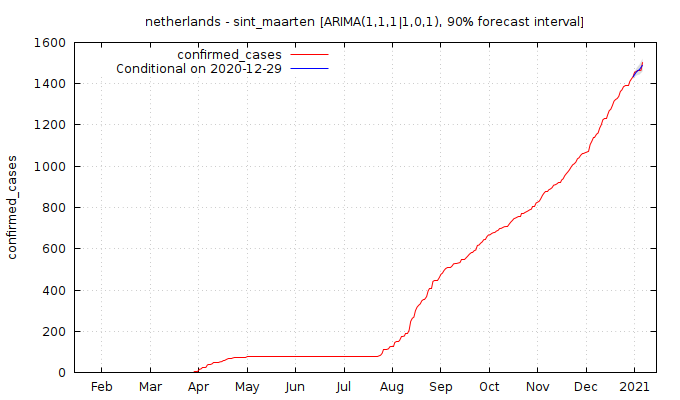 netherlands - sint_maarten [ARIMA(1,1,1|1,0,1), 90% forecast interval]
confirmed_cases
Conditional on 2020-12-29
confirmed_cases
1600
1400
1200
1000
800
600
400
200
0
Feb Mar Apr May Jun Jul Aug Sep Oct Nov Dec 2021